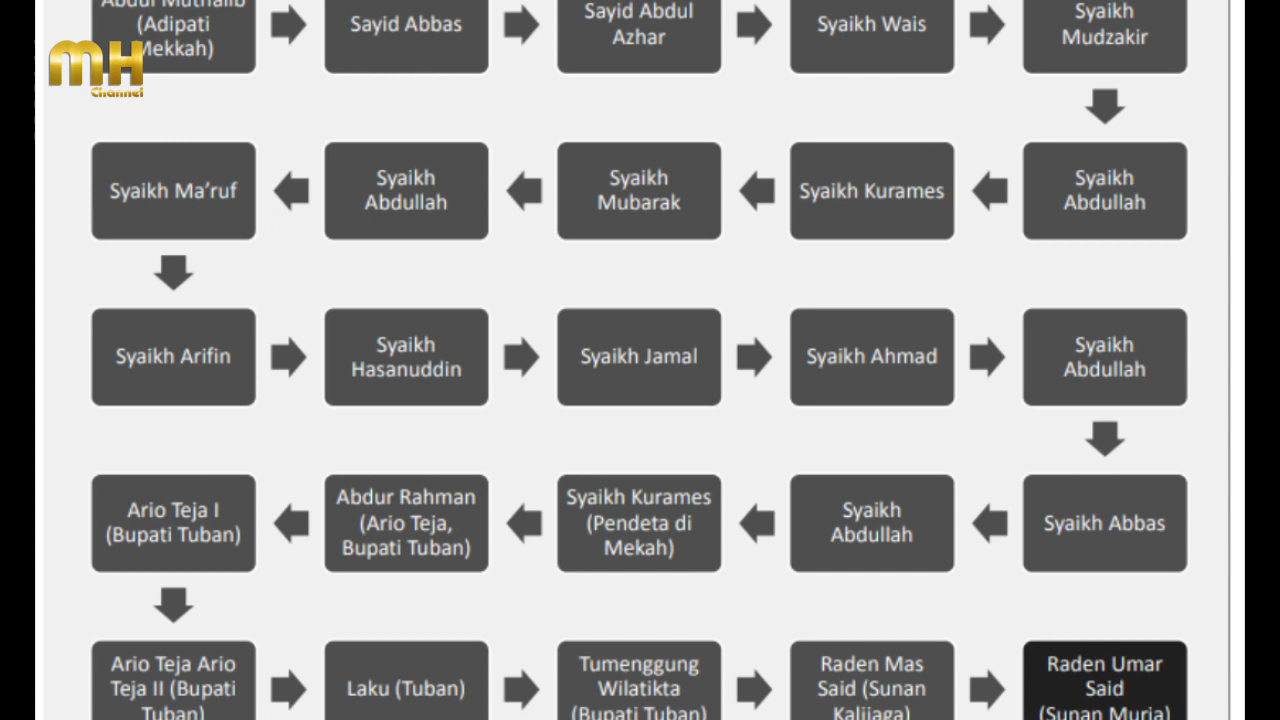 Abdul Muthalib
(Adipati
Mekkah)
Sayid Abbas
Sayid Abdul
Azhar
Syaikh Wais
Syaikh
Mudzakir
MH
Channel
Syaikh Ma’ruf
Syaikh
Abdullah
Syaikh
Mubarak
Syaikh Kurames
Syaikh
Abdullah
Syaikh Arifin
Syaikh
Hasanuddin
Syaikh Jamal
Syaikh Ahmad
Syaikh
Abdullah
Ario Teja I
(Bupati Tuban)
Abdur Rahman
(Ario Teja,
Bupati Tuban)
Syaikh Kurames
(Pendeta di
Mekah)
Syaikh
Abdullah
Syaikh Abbas
Ario Teja Ario
Teja II (Bupati
Tuban)
Laku (Tuban)
Tumenggung
Wilatikta
(Bupati Tuban)
Raden Mas
Said (Sunan
Kalijaga)
Raden Umar
Said
(Sunan Muria)